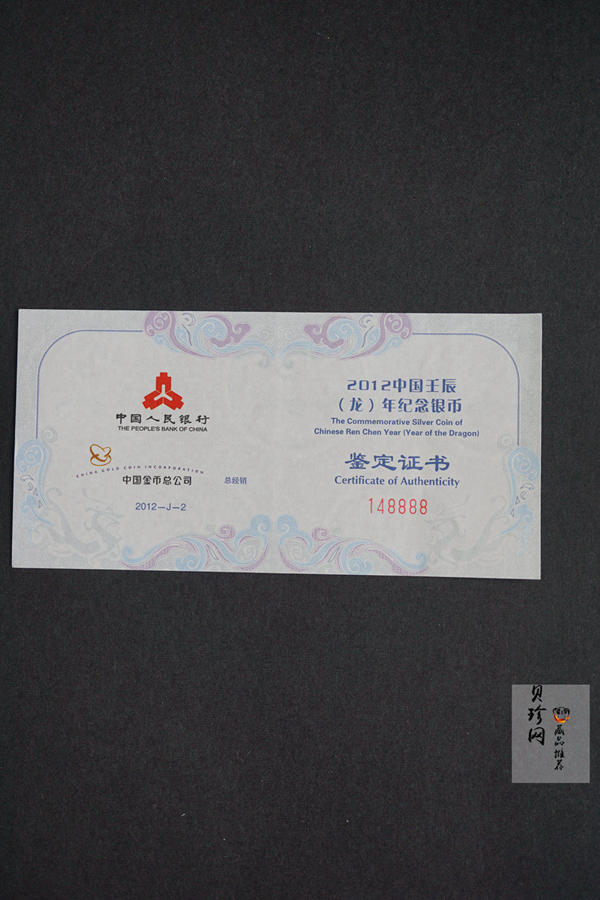 中国人民银行
THE PEOPLE'S BANK OF CHINA
CHINA GOLD COIN INCORPORATION
中国金币总公司 总经销
2012-J-2
2012中国壬辰
（龙）年纪念银币
The Commemorative Silver Coin of
Chinese Ren Chen Year (Year of the Dragon)
鉴定证书
Certificate of Authenticity
148888
贝珍网
藏品推荐